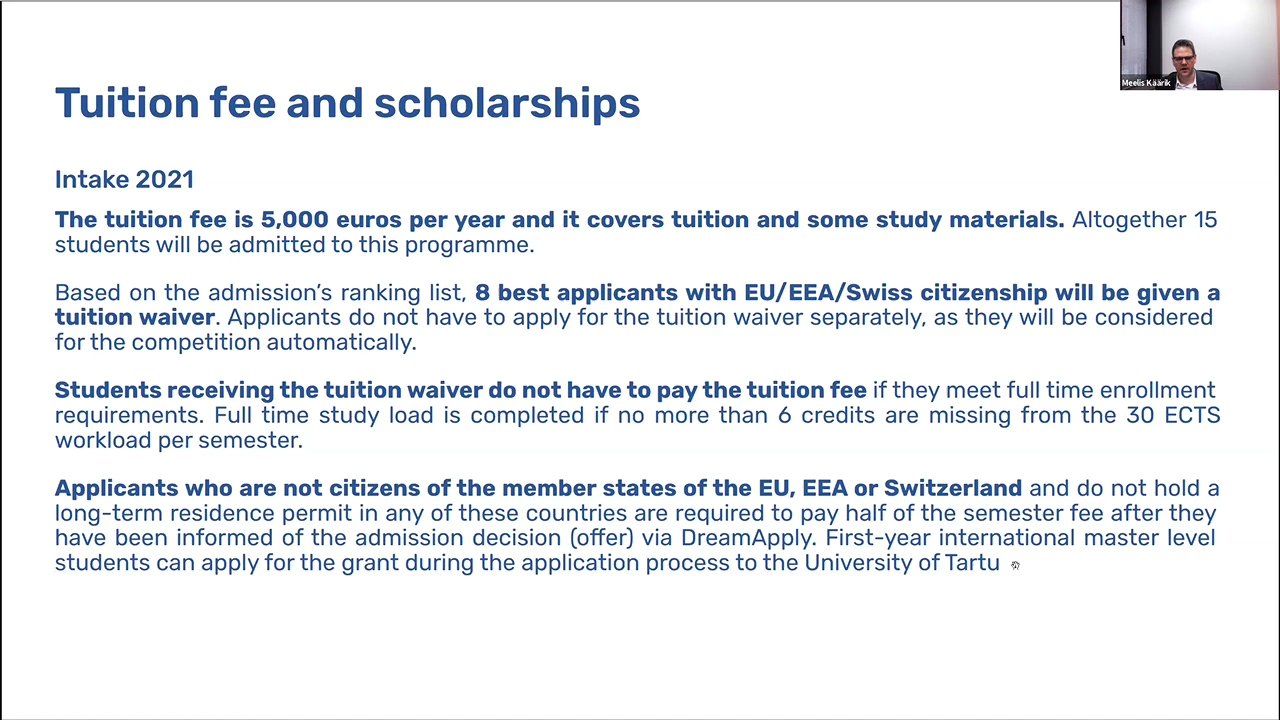 Meelis Käärik
Tuition fee and scholarships
Intake 2021
The tuition fee is 5,000 euros per year and it covers tuition and some study materials. Altogether 15
students will be admitted to this programme.
Based on the admission's ranking list, 8 best applicants with EU/EEA/Swiss citizenship will be given a
tuition waiver. Applicants do not have to apply for the tuition waiver separately, as they will be considered
for the competition automatically.
Students receiving the tuition waiver do not have to pay the tuition fee if they meet full time enrollment
requirements. Full time study load is completed if no more than 6 credits are missing from the 30 ECTS
workload per semester.
Applicants who are not citizens of the member states of the EU, EEA or Switzerland and do not hold a
long-term residence permit in any of these countries are required to pay half of the semester fee after they
have been informed of the admission decision (offer) via DreamApply. First-year international master level
students can apply for the grant during the application process to the University of Tartu